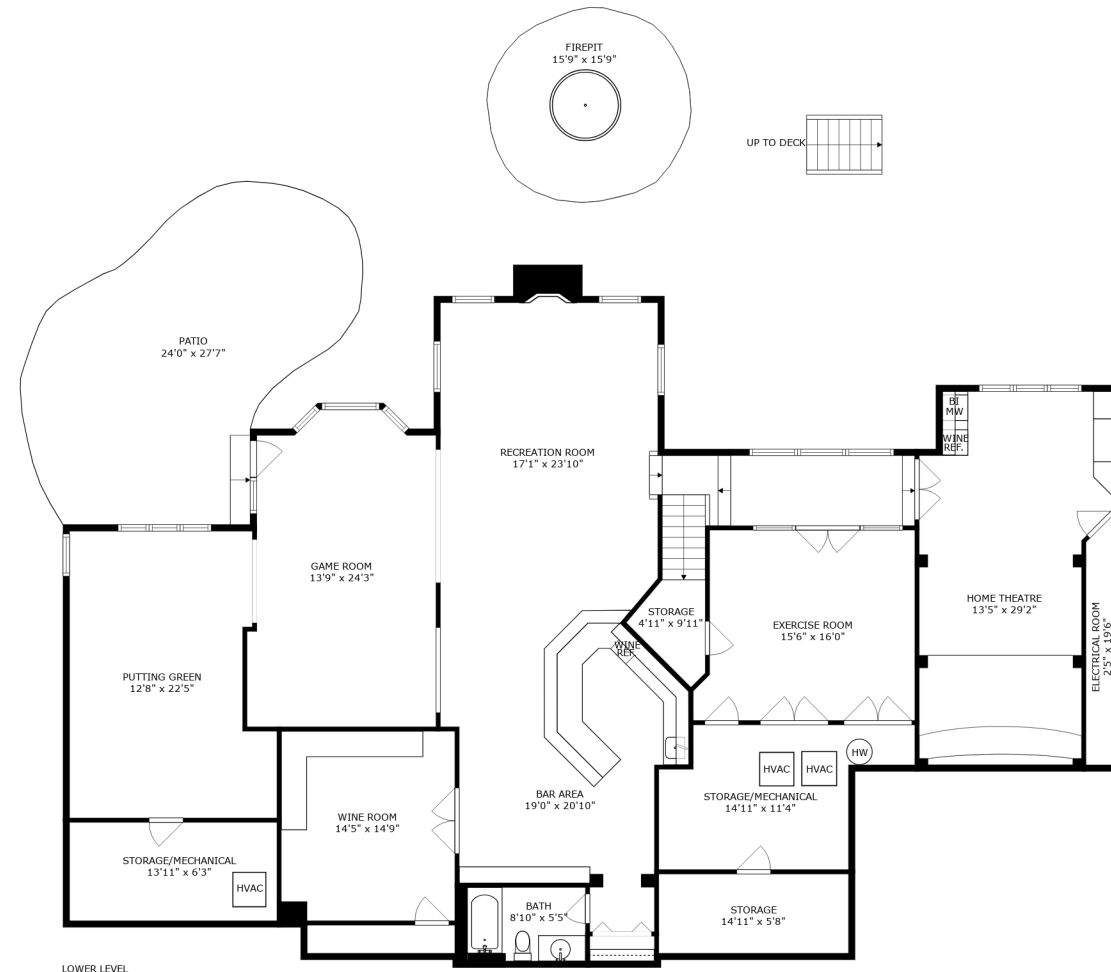 FIREPIT
15'9" x 15'9"
UP TO DECK
PATIO
24'0" x 27'7"
BI
MW
WINE
REF.
RECREATION ROOM
17'1" x 23'10"
GAME ROOM
13'9" x 24'3"
HOME THEATRE
13'5" x 29'2"
STORAGE
4'11" x 9'11"
EXERCISE ROOM
15'6" x 16'0"
ELECTRICAL ROOM
2'5" x 19'6"
WINE
REF.
PUTTING GREEN
12'8" x 22'5"
HVAC
HVAC
HW
STORAGE/MECHANICAL
14'11" x 11'4"
BAR AREA
19'0" x 20'10"
WINE ROOM
14'5" x 14'9"
STORAGE/MECHANICAL
13'11" x 6'3"
HVAC
BATH
8'10" x 5'5"
STORAGE
14'11" x 5'8"
LOWER LEVEL